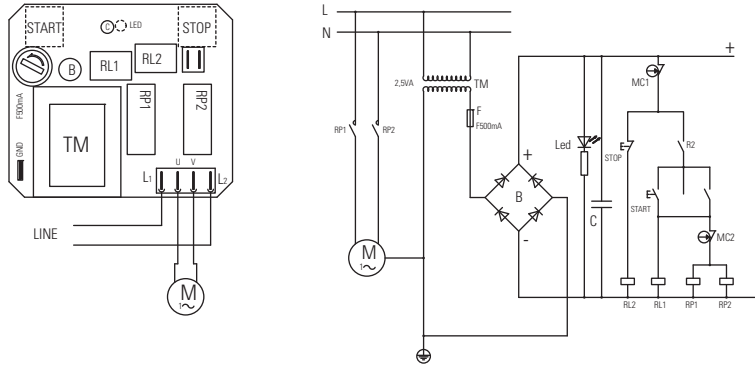 START
C
LED
STOP
B
RL1
RL2
F500mA
RP1
RP2
TM
GND
U V
L1
L2
LINE
M
1~
L
N
2,5VA
TM
F
F500mA
RP1
RP2
B
+
-
M
1~
Led
C
+
MC1
STOP
R2
START
MC2
RL2
RL1
RP1
RP2